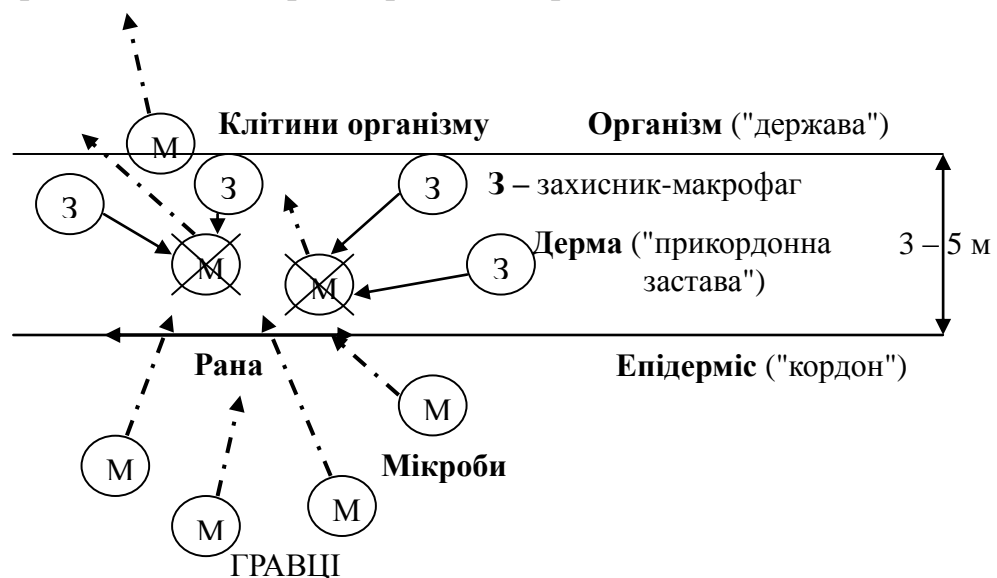 М
Клітини організму
Організм ("держава")
З
З
З
З – захисник-макрофаг
М
М
З
Дерма ("прикордонна
застава")
3 – 5 м
Рана
Епідерміс ("кордон")
М
М
Мікроби
М
М
ГРАВЦІ